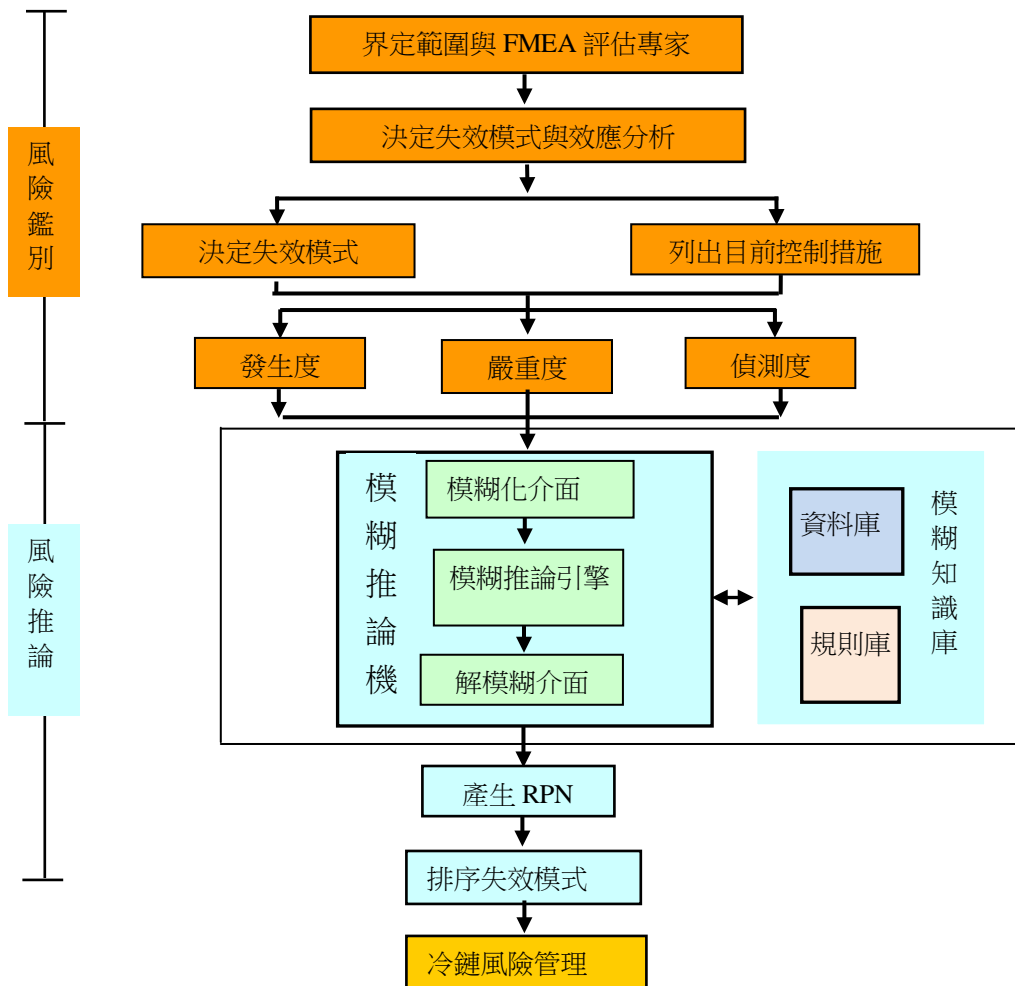 界定範圍與 FMEA 評估專家
決定失效模式與效應分析
風險鑑別
決定失效模式
列出目前控制措施
發生度
嚴重度
偵測度
風險推論
模糊推論機
模糊化介面
模糊推論引擎
解模糊介面
資料庫
規則庫
模糊知識庫
產生 RPN
排序失效模式
冷鏈風險管理